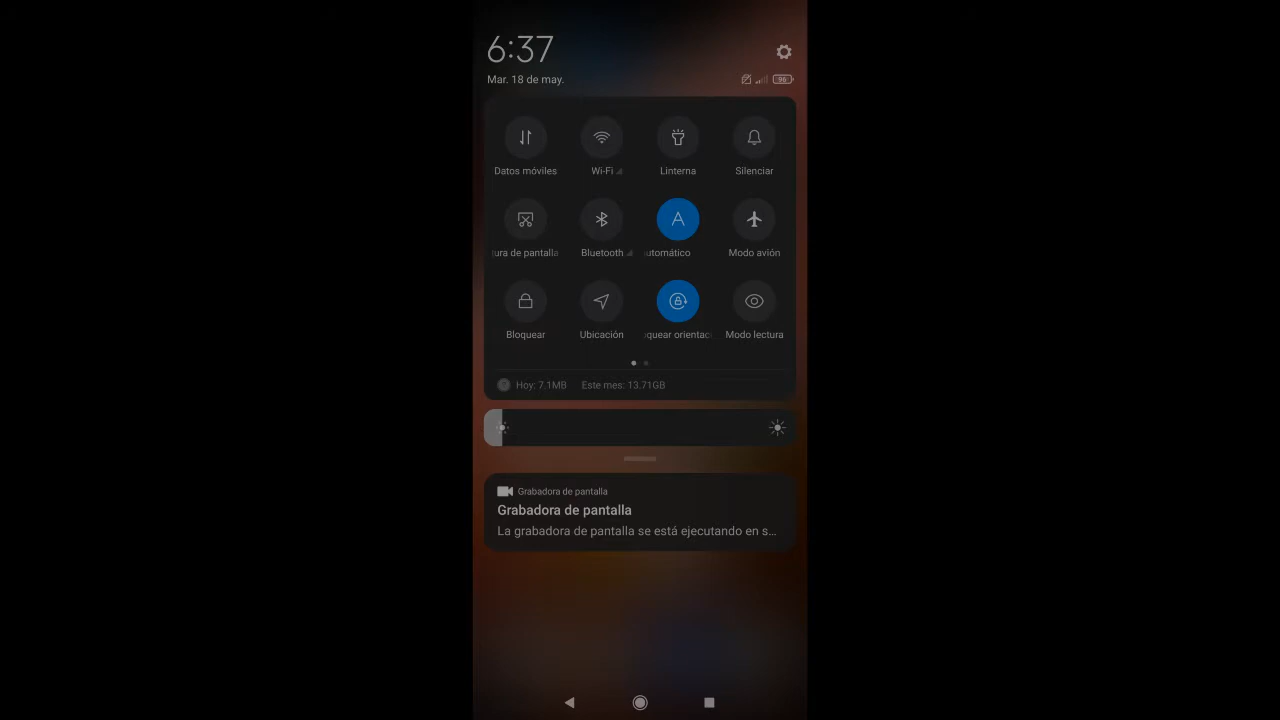 6:37
Mar. 18 de may.
96
Datos móviles
Wi-Fi
Linterna
Silenciar
ura de pantalla
Bluetooth
utomático
Modo avión
Bloquear
Ubicación
quear orientac
Modo lectura
Hoy: 7.1MB
Este mes: 13.71GB
Grabadora de pantalla
Grabadora de pantalla
La grabadora de pantalla se está ejecutando en s...